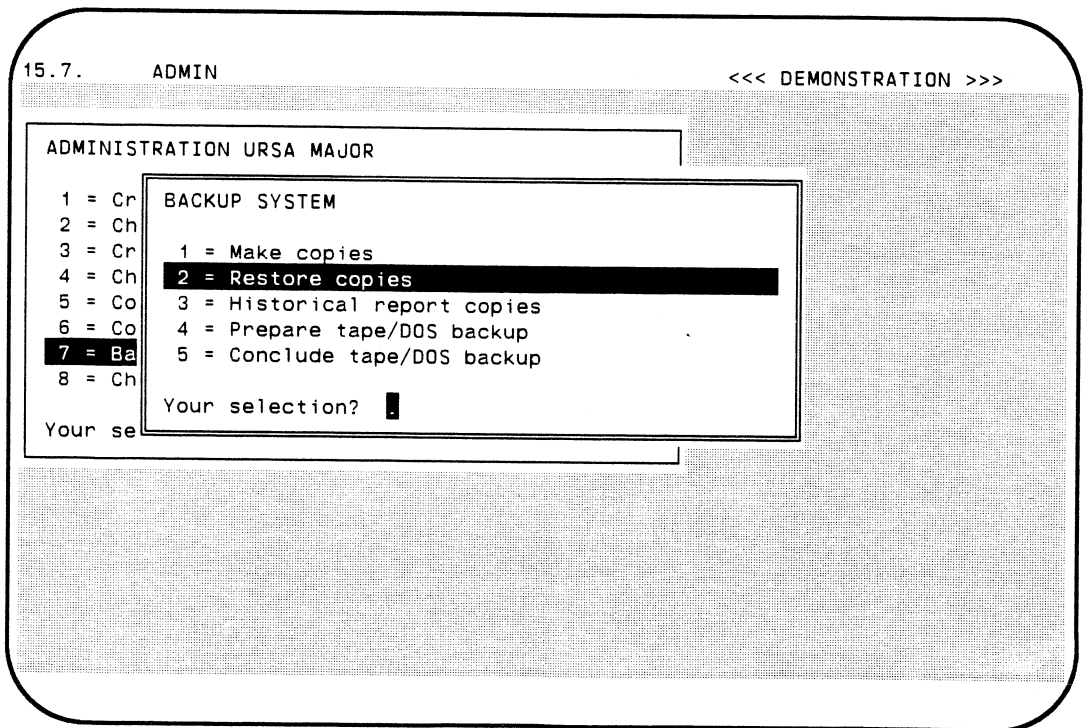 15.7. ADMIN <<< DEMONSTRATION >>>
ADMINISTRATION URSA MAJOR
1 = Cr
2 = Ch
3 = Cr
4 = Ch
5 = Co
6 = Co
7 = Ba
8 = Ch
Your se
BACKUP SYSTEM
1 = Make copies
2 = Restore copies
3 = Historical report copies
4 = Prepare tape/DOS backup
5 = Conclude tape/DOS backup
Your selection? .